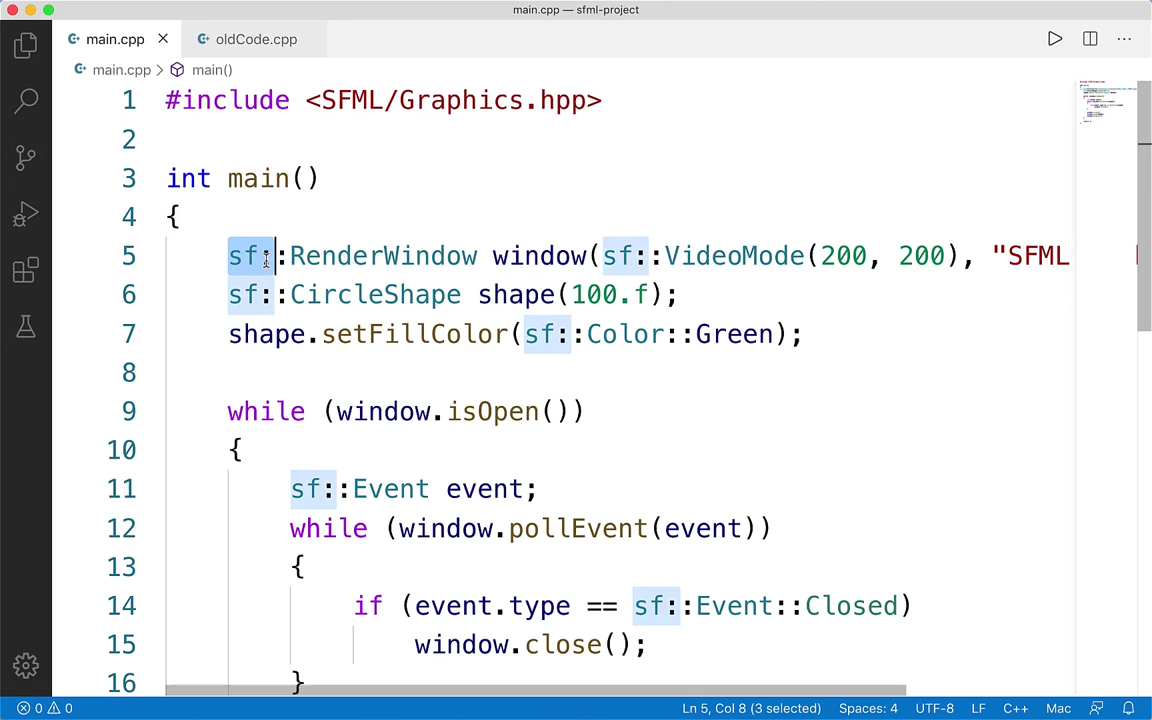 main.cpp — sfml-project
main.cpp
oldCode.cpp
main.cpp > main()
1 #include <SFML/Graphics.hpp>
2
3 int main()
4 {
5 sf::RenderWindow window(sf::VideoMode(200, 200), "SFML
6 sf::CircleShape shape(100.f);
7 shape.setFillColor(sf::Color::Green);
8
9 while (window.isOpen())
10 {
11 sf::Event event;
12 while (window.pollEvent(event))
13 {
14 if (event.type == sf::Event::Closed)
15 window.close();
16 }
0 0 Ln 5, Col 8 (3 selected) Spaces: 4 UTF-8 LF C++ Mac